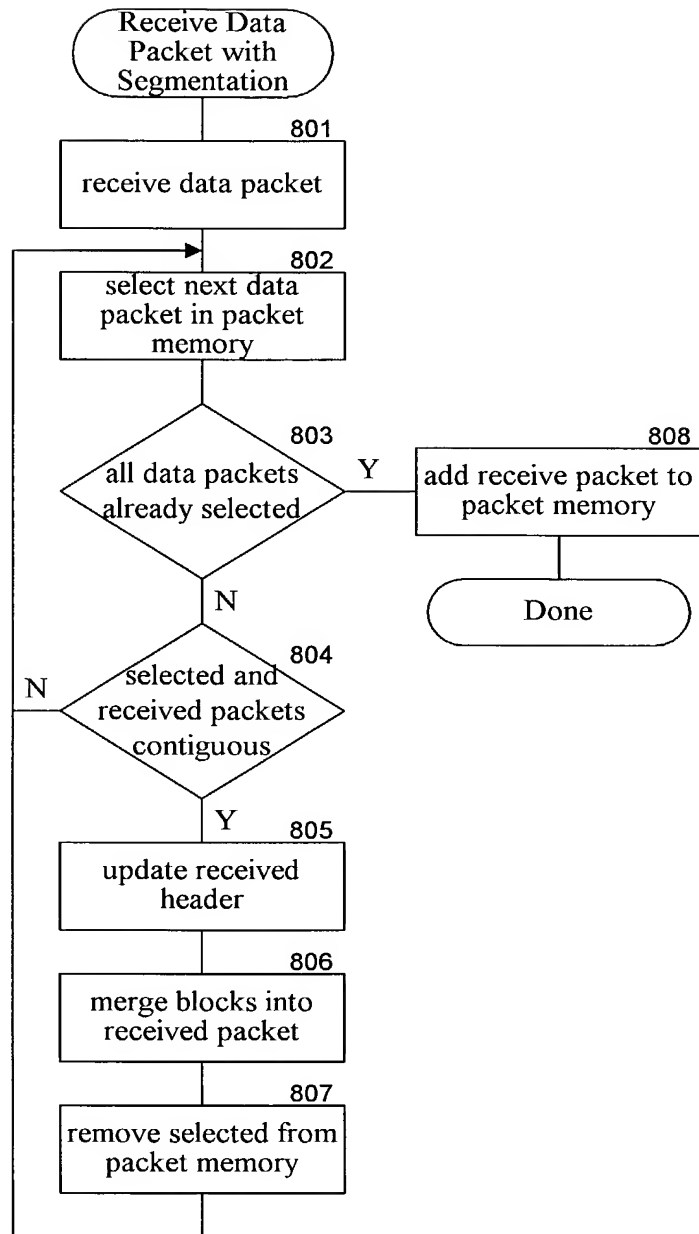 Receive Data
Packet with
Segmentation
801
receive data packet
802
select next data
packet in packet
memory
803
all data packets
already selected
Y
808
add receive packet to
packet memory
Done
N
804
selected and
received packets
contiguous
N
Y
805
update received
header
806
merge blocks into
received packet
807
remove selected from
packet memory